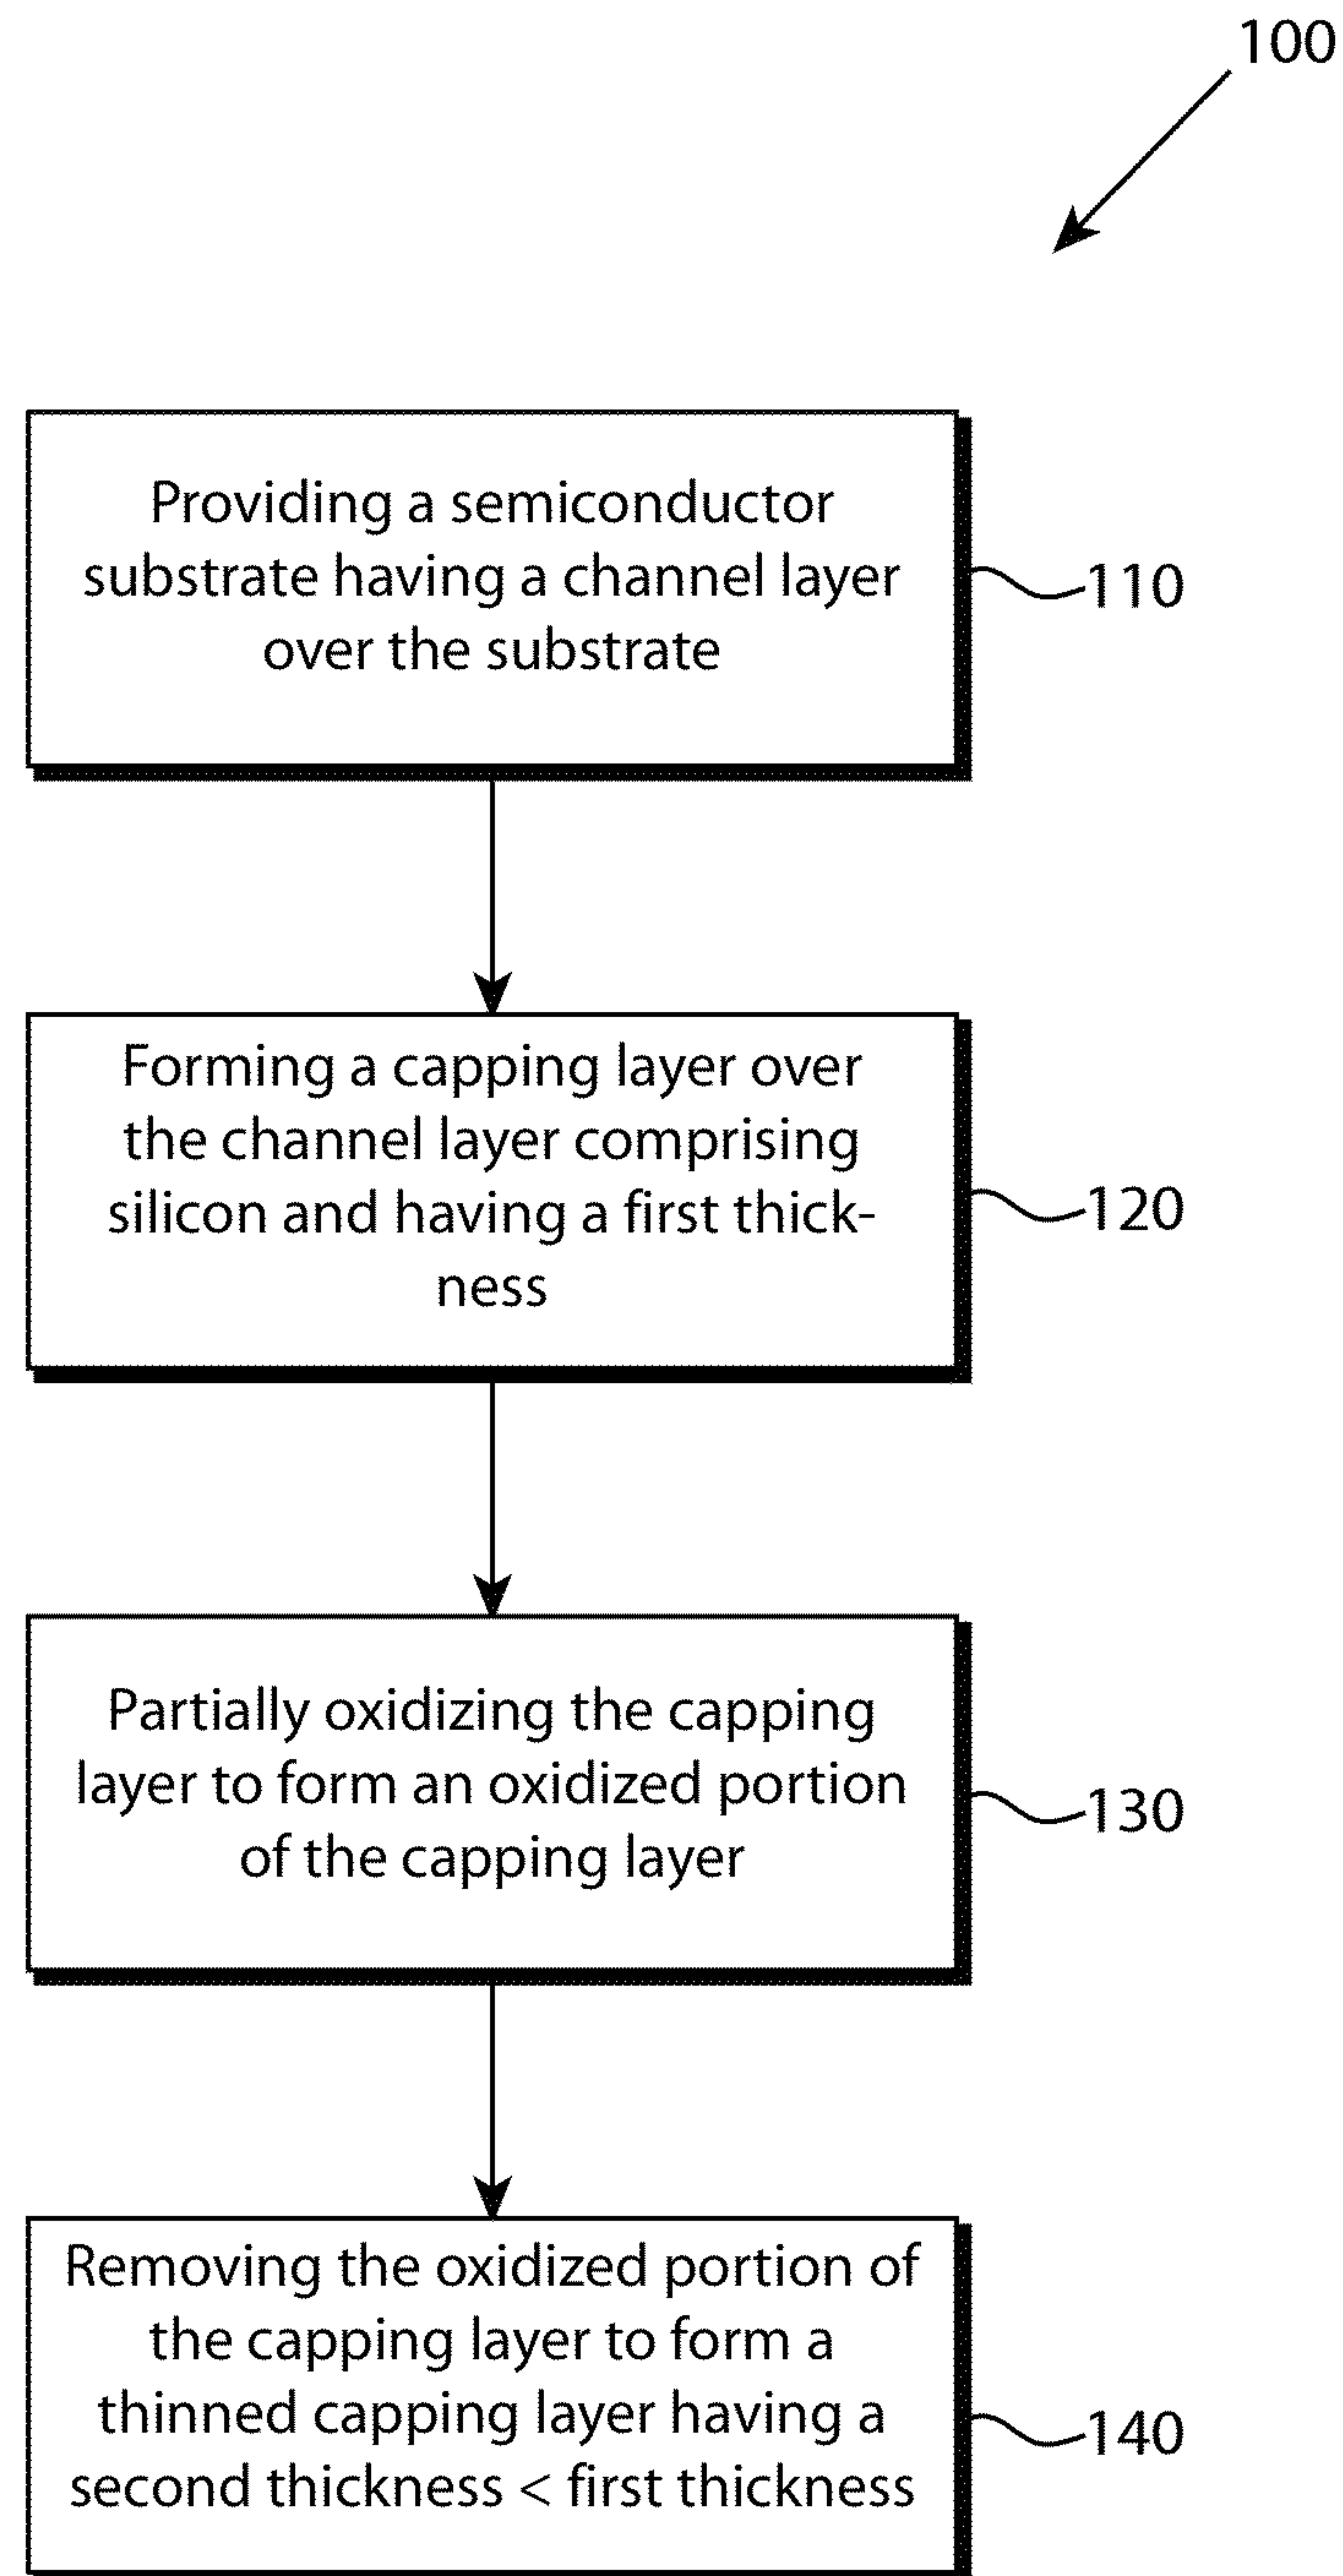 100
Providing a semiconductor
substrate having a channel layer
over the substrate
110
Forming a capping layer over
the channel layer comprising
silicon and having a first thick-
ness
120
Partially oxidizing the capping
layer to form an oxidized portion
of the capping layer
130
Removing the oxidized portion of
the capping layer to form a
thinned capping layer having a
second thickness < first thickness
140